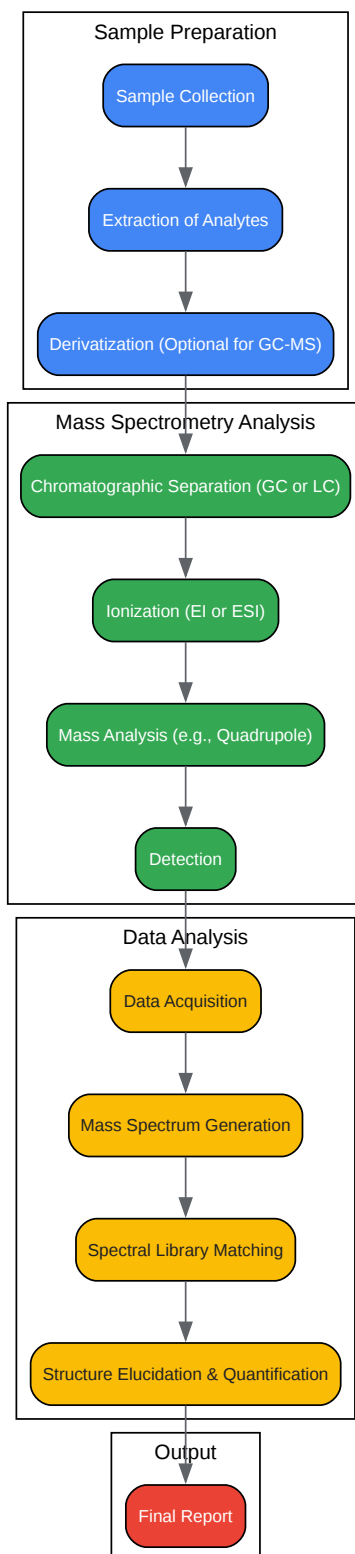 Sample Preparation
Sample Collection
Extraction of Analytes
Derivatization (Optional for GC-MS)
Mass Spectrometry Analysis
Chromatographic Separation (GC or LC)
Ionization (EI or ESI)
Mass Analysis (e.g., Quadrupole)
Detection
Data Analysis
Data Acquisition
Mass Spectrum Generation
Spectral Library Matching
Structure Elucidation & Quantification
Output
Final Report